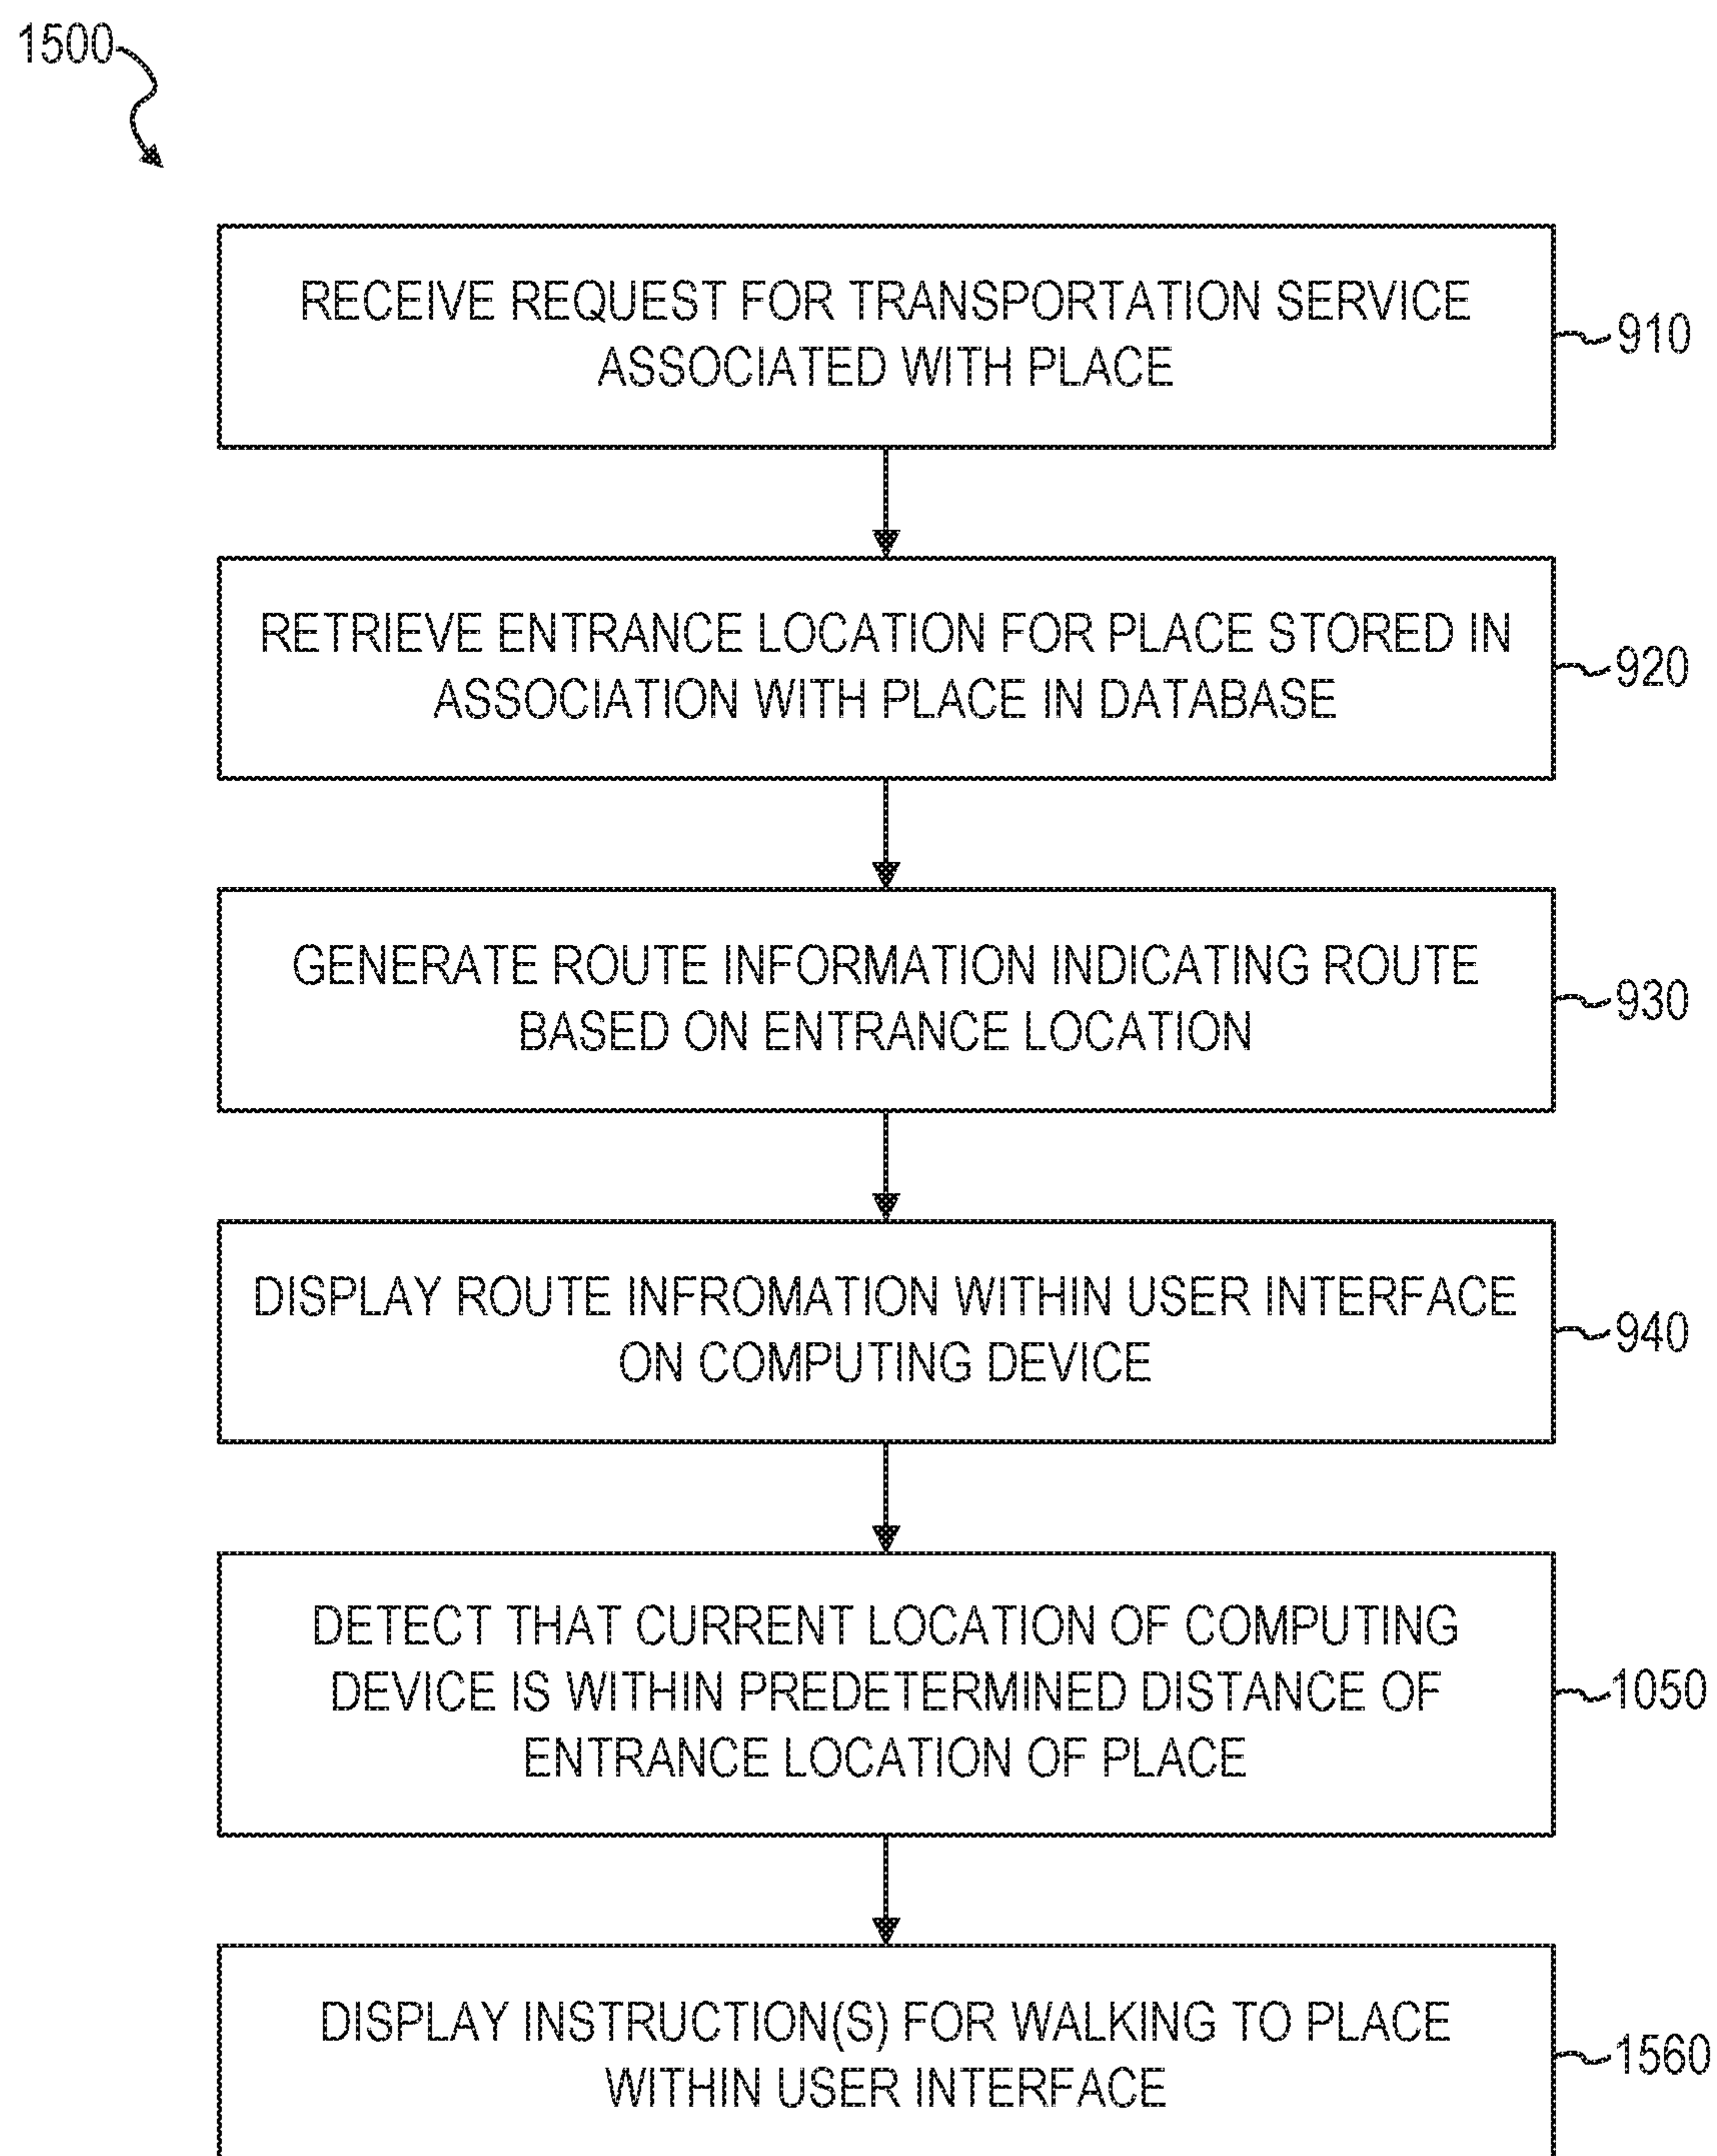 1500
RECEIVE REQUEST FOR TRANSPORTATION SERVICE
ASSOCIATED WITH PLACE
910
RETRIEVE ENTRANCE LOCATION FOR PLACE STORED IN
ASSOCIATION WITH PLACE IN DATABASE
920
GENERATE ROUTE INFORMATION INDICATING ROUTE
BASED ON ENTRANCE LOCATION
930
DISPLAY ROUTE INFROMATION WITHIN USER INTERFACE
ON COMPUTING DEVICE
940
DETECT THAT CURRENT LOCATION OF COMPUTING
DEVICE IS WITHIN PREDETERMINED DISTANCE OF
ENTRANCE LOCATION OF PLACE
1050
DISPLAY INSTRUCTION(S) FOR WALKING TO PLACE
WITHIN USER INTERFACE
1560